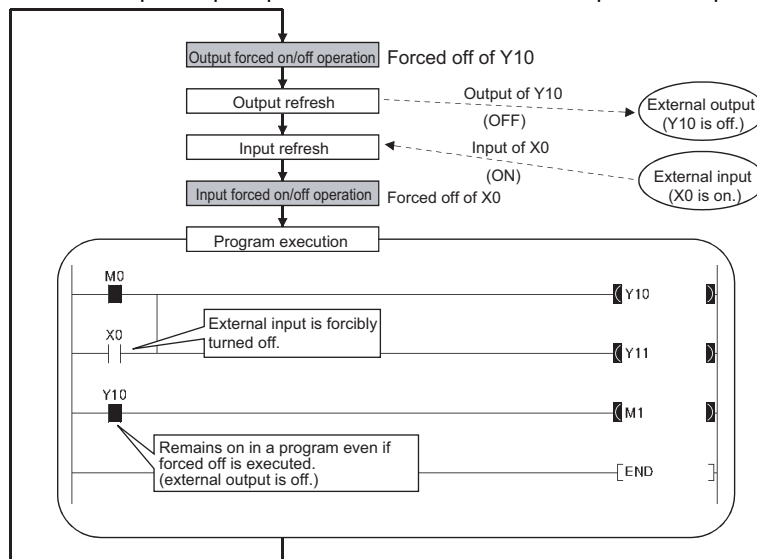 Output forced on/off operation
Forced off of Y10
Output refresh
Output of Y10
(OFF)
External output
(Y10 is off.)
Input refresh
Input of X0
(ON)
External input
(X0 is on.)
Input forced on/off operation
Forced off of X0
Program execution
M0
Y10
External input is forcibly
turned off.
X0
Y11
Y10
M1
Remains on in a program even if
forced off is executed.
(external output is off.)
END